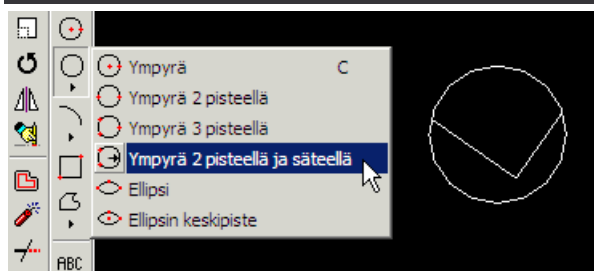 Ympyrä C
Ympyrä 2 pisteellä
Ympyrä 3 pisteellä
Ympyrä 2 pisteellä ja säteellä
Ellipsi
Ellipsin keskipiste
ABC